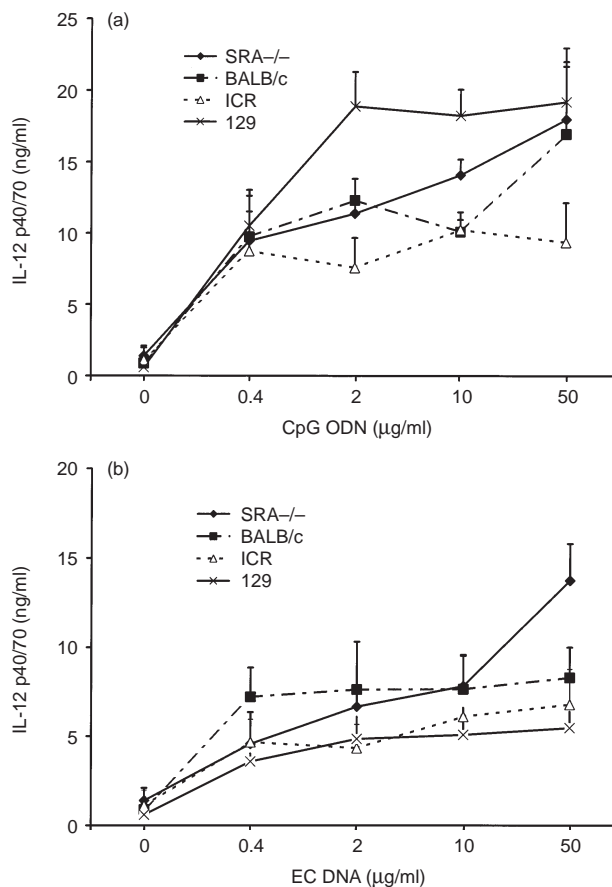 (a)
SRA–/–
BALB/c
ICR
129
IL-12 p40/70 (ng/ml)
25
20
15
10
5
0
0 0.4 2 10 50
CpG ODN (µg/ml)
(b)
SRA–/–
BALB/c
ICR
129
IL-12 p40/70 (ng/ml)
20
15
10
5
0
0 0.4 2 10 50
EC DNA (µg/ml)